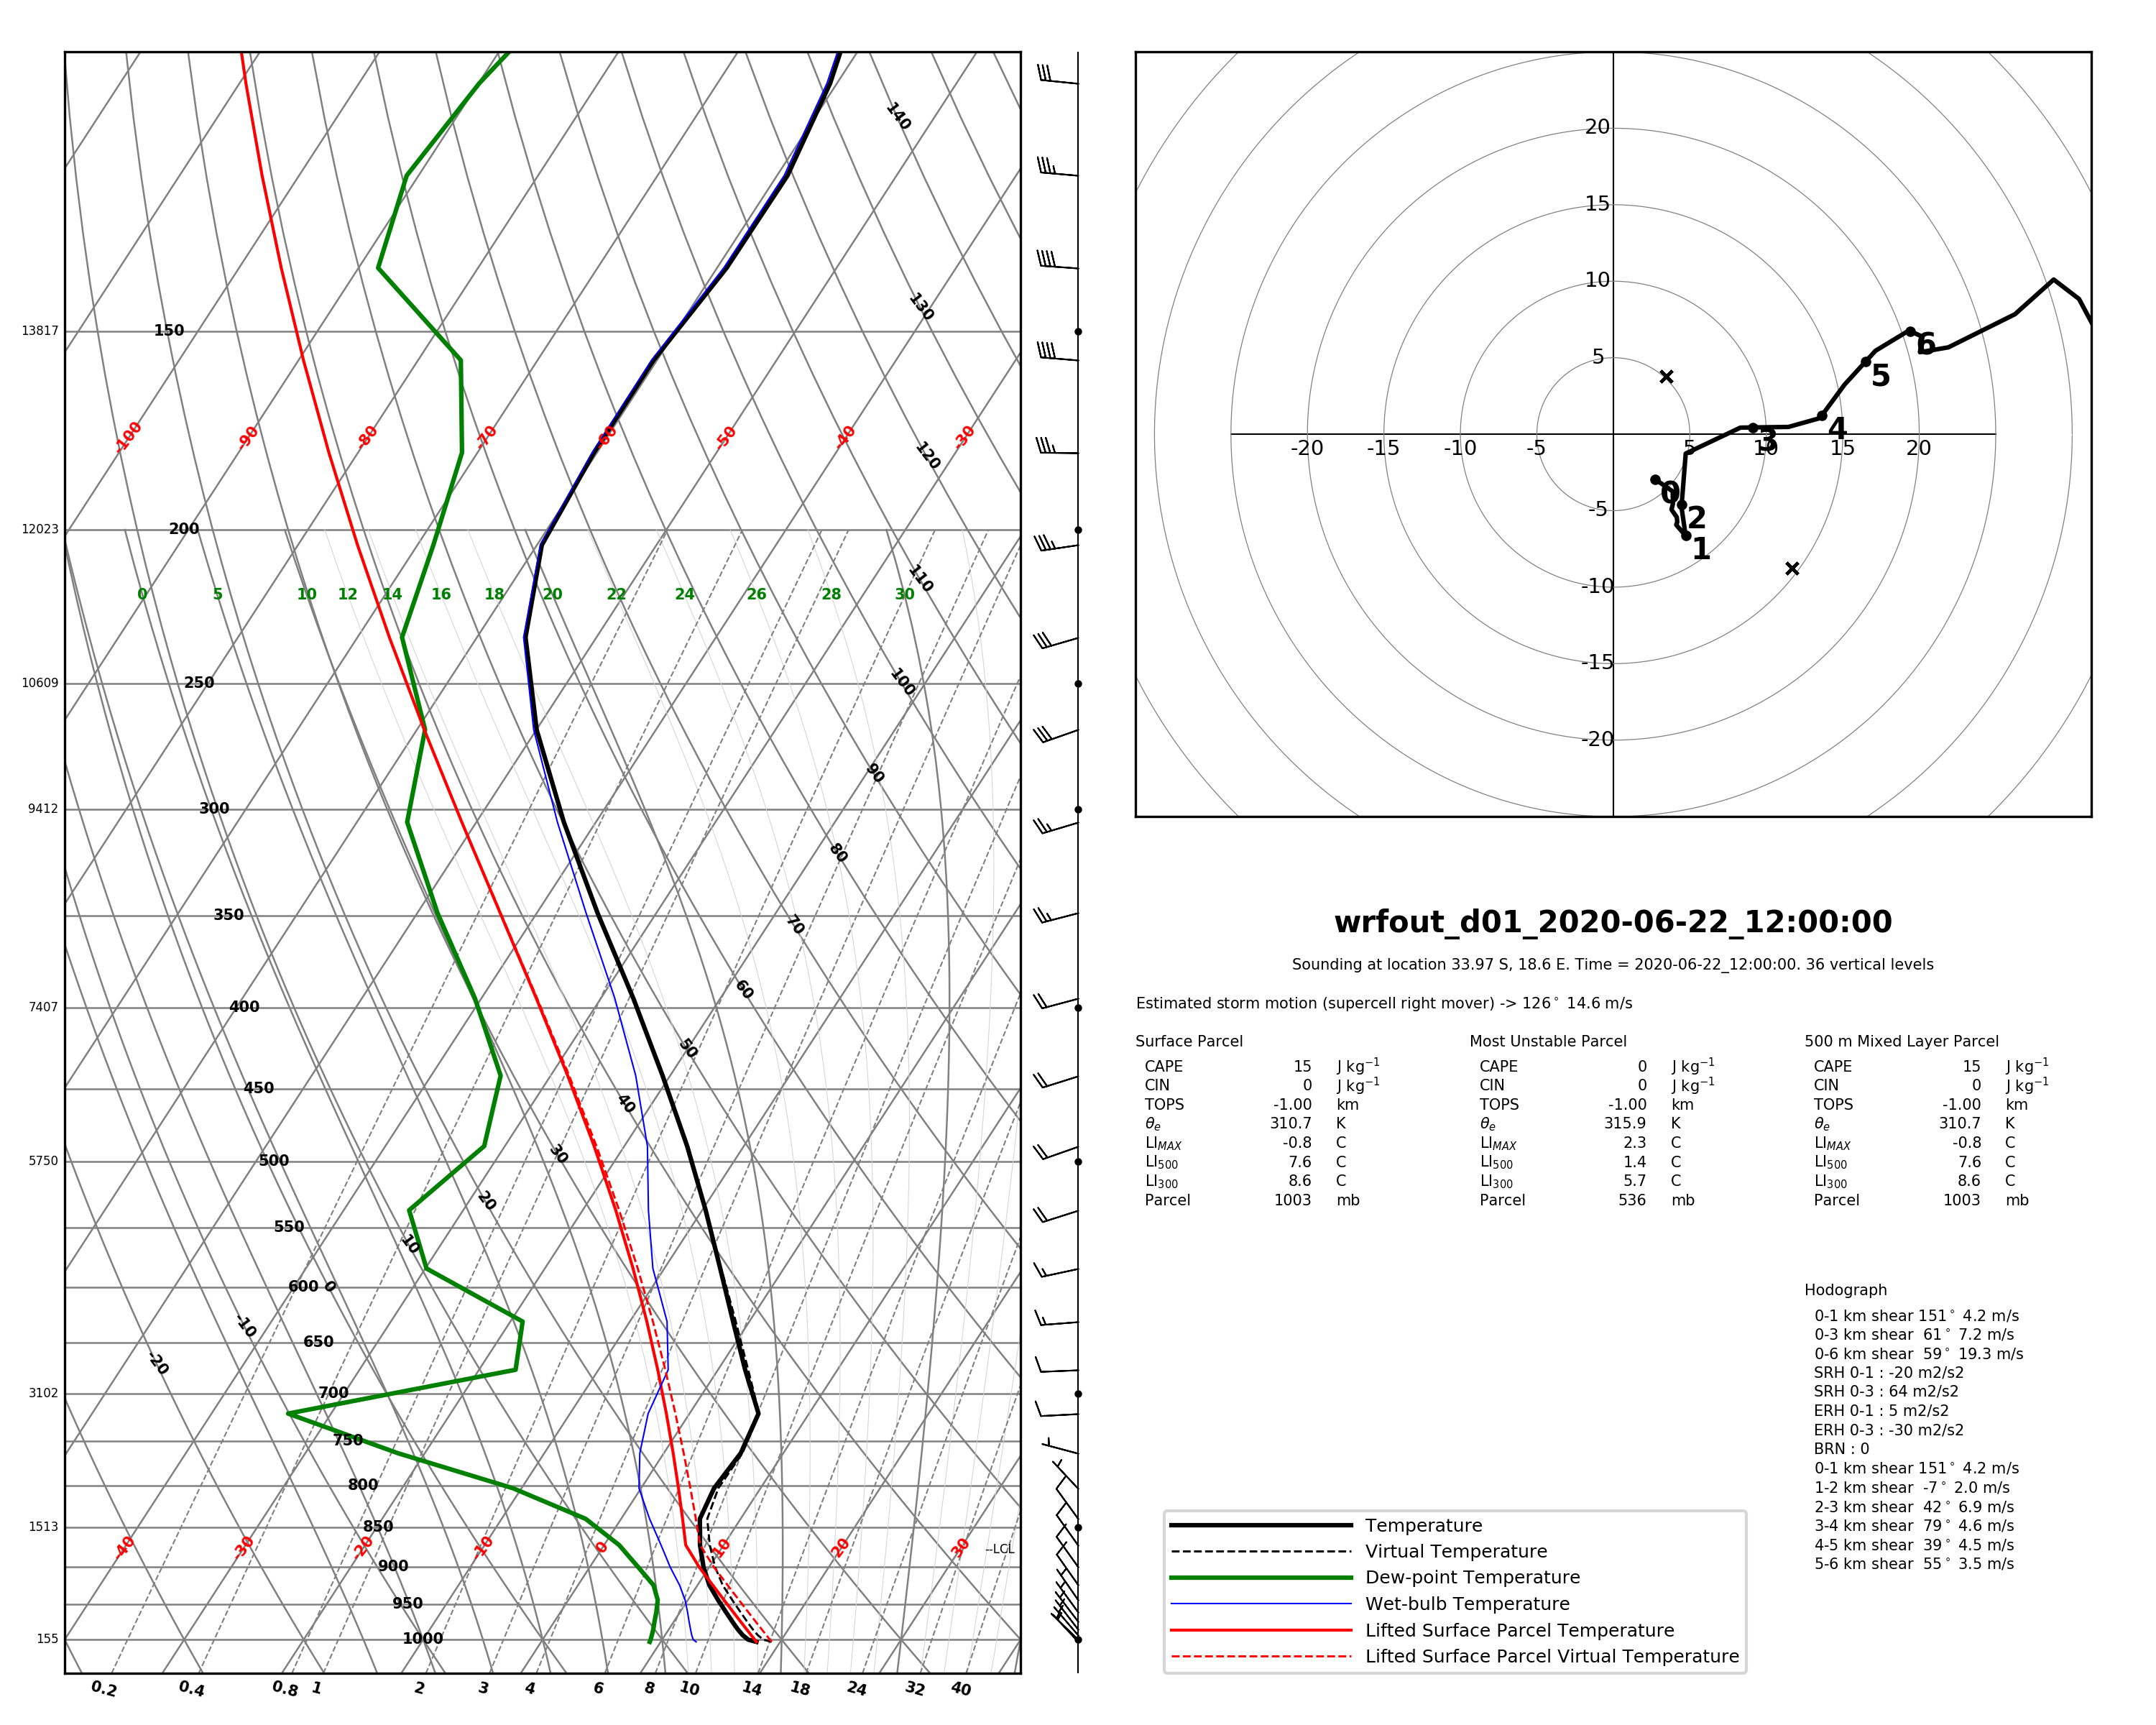 140
130
13817 150
-100 -90 -80 -70 -60 -50 -40 -30
120
12023 200
110
0 5 10 12 14 16 18 20 22 24 26 28 30
100
10609 250
90
9412 300
80
350
70
60
7407 400
50
450
40
30
5750 500
20
550
10
600 0
-10
650
-20
3102 700
750
800
1513 850
-40 -30 -20 -10 0 10 20 30 --LCL
900
950
155 1000
0.2 0.4 0.8 1 2 3 4 6 8 10 14 18 24 32 40
20
15
10
5
-20 -15 -10 -5 5 10 15 20
-5
-10
-15
-20
0 1 2 3 4 5 6
wrfout_d01_2020-06-22_12:00:00
Sounding at location 33.97 S, 18.6 E. Time = 2020-06-22_12:00:00. 36 vertical levels
Estimated storm motion (supercell right mover) -> 126° 14.6 m/s
Surface Parcel
CAPE 15 J kg⁻¹
CIN 0 J kg⁻¹
TOPS -1.00 km
θe 310.7 K
LI_MAX -0.8 C
LI500 7.6 C
LI300 8.6 C
Parcel 1003 mb
Most Unstable Parcel
CAPE 0 J kg⁻¹
CIN 0 J kg⁻¹
TOPS -1.00 km
θe 315.9 K
LI_MAX 2.3 C
LI500 1.4 C
LI300 5.7 C
Parcel 536 mb
500 m Mixed Layer Parcel
CAPE 15 J kg⁻¹
CIN 0 J kg⁻¹
TOPS -1.00 km
θe 310.7 K
LI_MAX -0.8 C
LI500 7.6 C
LI300 8.6 C
Parcel 1003 mb
Hodograph
0-1 km shear 151° 4.2 m/s
0-3 km shear 61° 7.2 m/s
0-6 km shear 59° 19.3 m/s
SRH 0-1 : -20 m2/s2
SRH 0-3 : 64 m2/s2
ERH 0-1 : 5 m2/s2
ERH 0-3 : -30 m2/s2
BRN : 0
0-1 km shear 151° 4.2 m/s
1-2 km shear -7° 2.0 m/s
2-3 km shear 42° 6.9 m/s
3-4 km shear 79° 4.6 m/s
4-5 km shear 39° 4.5 m/s
5-6 km shear 55° 3.5 m/s
Temperature
Virtual Temperature
Dew-point Temperature
Wet-bulb Temperature
Lifted Surface Parcel Temperature
Lifted Surface Parcel Virtual Temperature